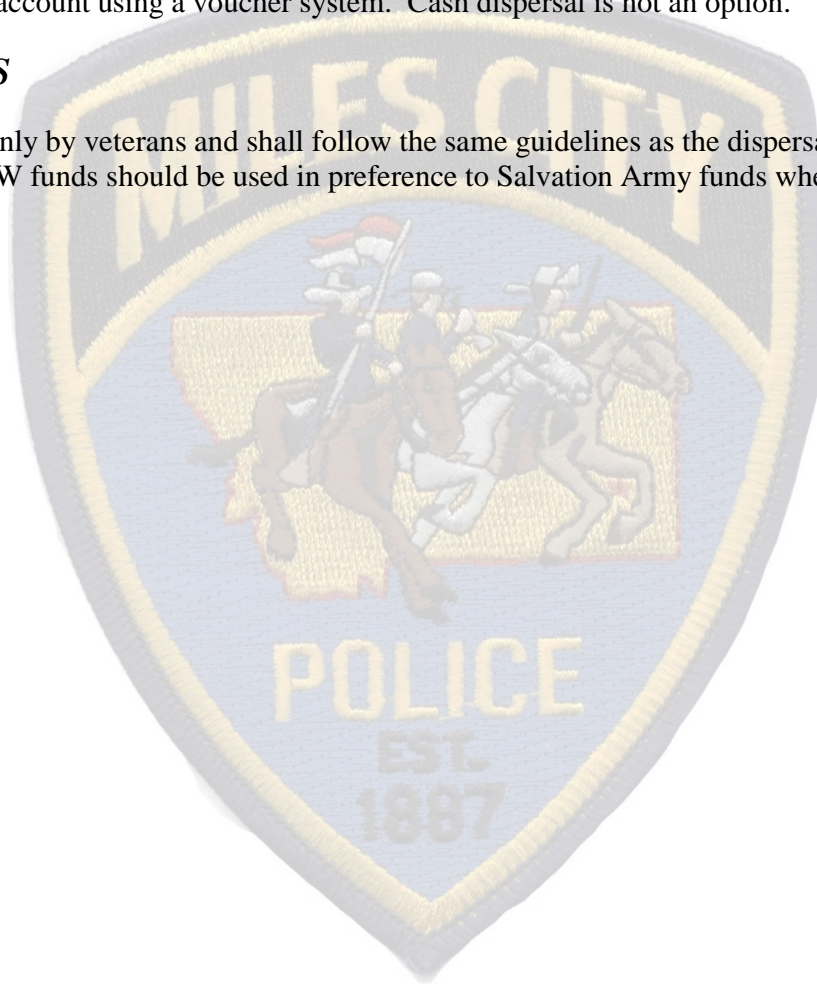 account using a voucher system. Cash dispersal is not an option.
S
nly by veterans and shall follow the same guidelines as the dispersa
W funds should be used in preference to Salvation Army funds whe
MILES CITY
POLICE
EST.
1887